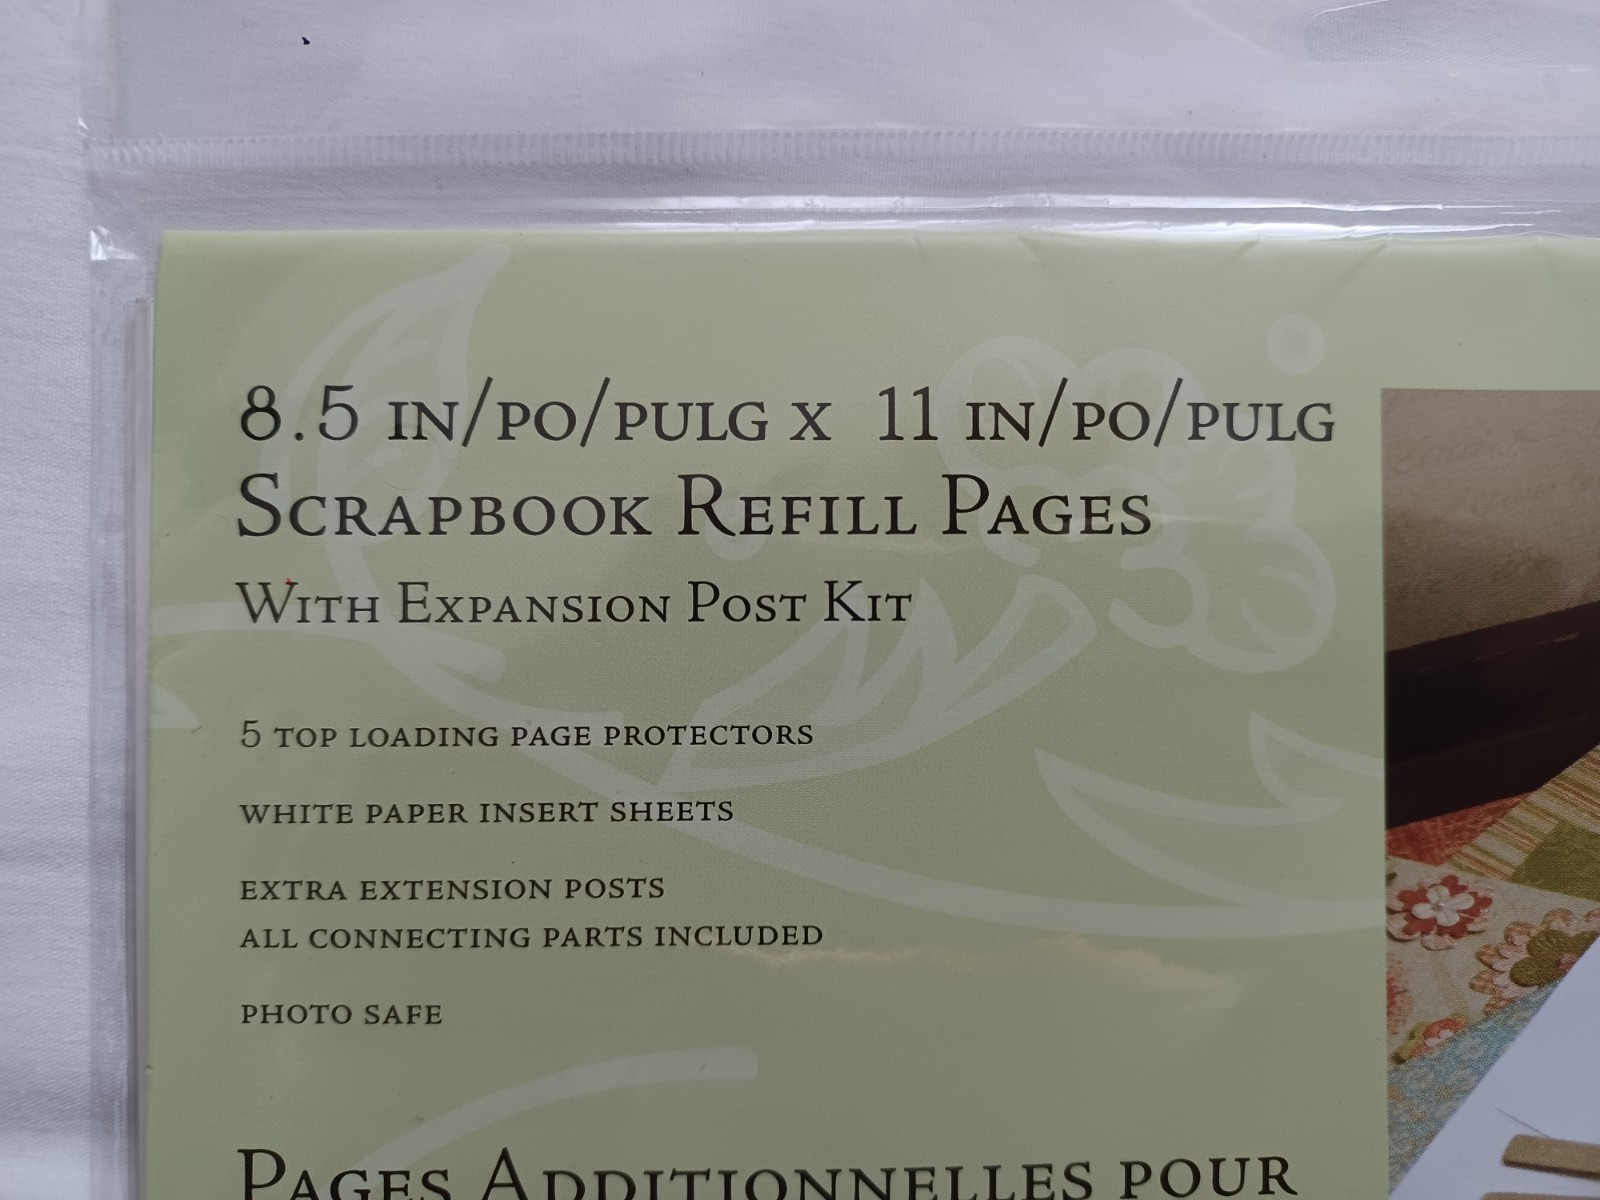 8.5 IN/PO/PULG X 11 IN/PO/PULG
SCRAPBOOK REFILL PAGES
WITH EXPANSION POST KIT
5 TOP LOADING PAGE PROTECTORS
WHITE PAPER INSERT SHEETS
EXTRA EXTENSION POSTS
ALL CONNECTING PARTS INCLUDED
PHOTO SAFE
PAGES ADDITIONNELLES POUR